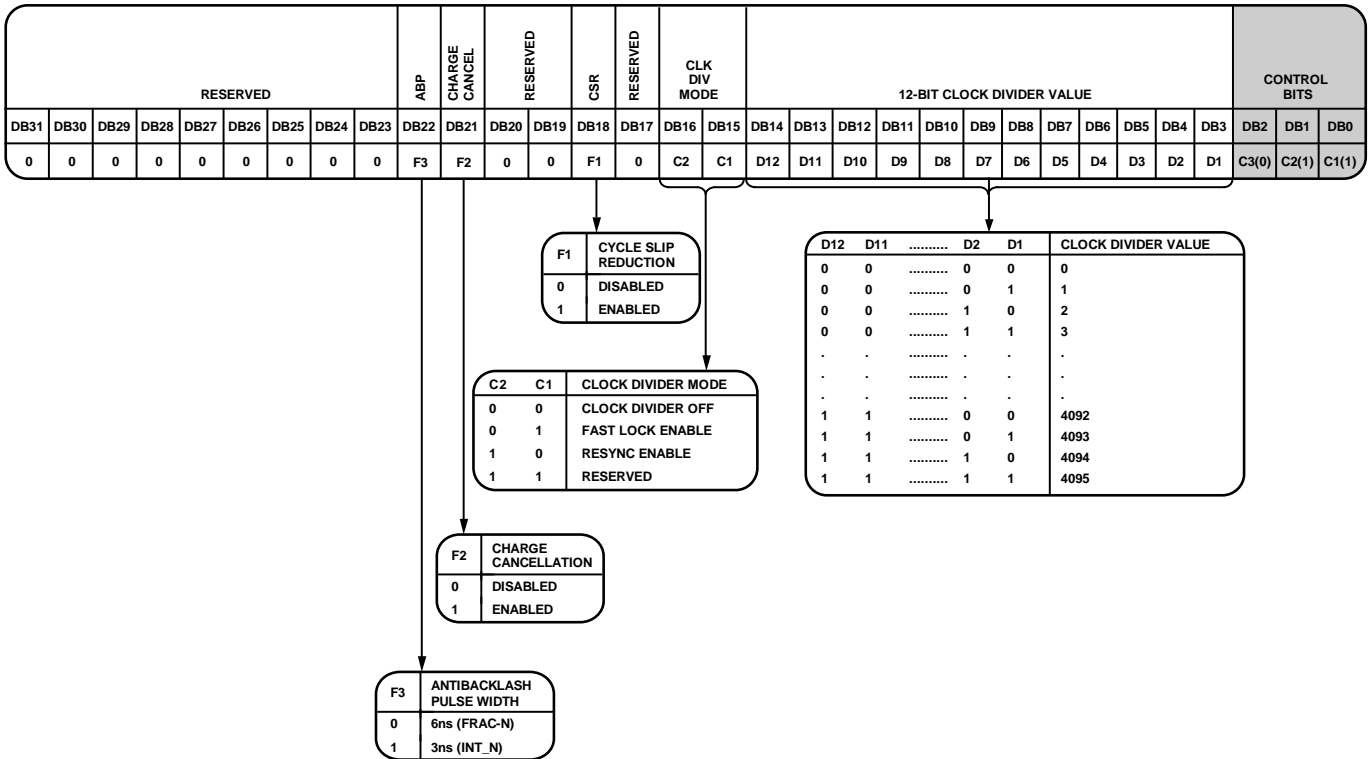 RESERVED
ABP
CHARGE
CANCEL
RESERVED
CSR
RESERVED
CLK
DIV
MODE
12-BIT CLOCK DIVIDER VALUE
CONTROL
BITS
DB31 DB30 DB29 DB28 DB27 DB26 DB25 DB24 DB23 DB22 DB21 DB20 DB19 DB18 DB17 DB16 DB15 DB14 DB13 DB12 DB11 DB10 DB9 DB8 DB7 DB6 DB5 DB4 DB3 DB2 DB1 DB0
0 0 0 0 0 0 0 0 0 F3 F2 0 0 F1 0 C2 C1 D12 D11 D10 D9 D8 D7 D6 D5 D4 D3 D2 D1 C3(0) C2(1) C1(1)
F1 CYCLE SLIP
REDUCTION
0 DISABLED
1 ENABLED
D12 D11 .......... D2 D1 CLOCK DIVIDER VALUE
0 0 .......... 0 0 0
0 0 .......... 0 1 1
0 0 .......... 1 0 2
0 0 .......... 1 1 3
. . .......... . . .
. . .......... . . .
. . .......... . . .
1 1 .......... 0 0 4092
1 1 .......... 0 1 4093
1 1 .......... 1 0 4094
1 1 .......... 1 1 4095
C2 C1 CLOCK DIVIDER MODE
0 0 CLOCK DIVIDER OFF
0 1 FAST LOCK ENABLE
1 0 RESYNC ENABLE
1 1 RESERVED
F2 CHARGE
CANCELLATION
0 DISABLED
1 ENABLED
F3 ANTIBACKLASH
PULSE WIDTH
0 6ns (FRAC-N)
1 3ns (INT_N)